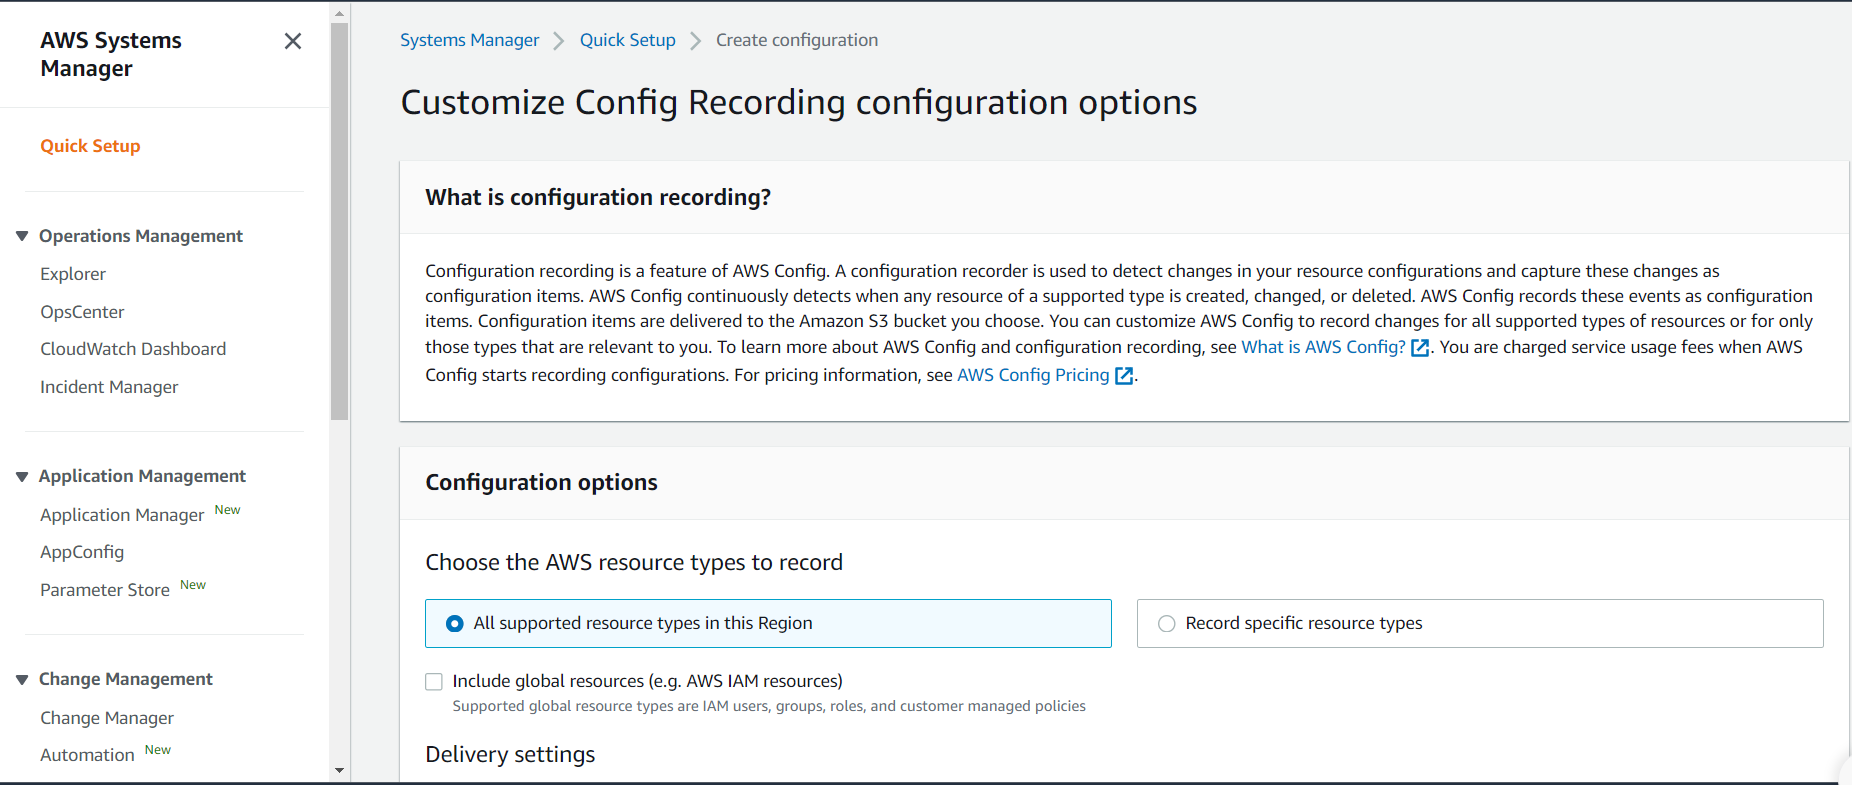 AWS Systems
Manager
Quick Setup
Operations Management
Explorer
OpsCenter
CloudWatch Dashboard
Incident Manager
Application Management
Application Manager New
AppConfig
Parameter Store New
Change Management
Change Manager
Automation New
Systems Manager Quick Setup Create configuration
Customize Config Recording configuration options
What is configuration recording?
Configuration recording is a feature of AWS Config. A configuration recorder is used to detect changes in your resource configurations and capture these changes as
configuration items. AWS Config continuously detects when any resource of a supported type is created, changed, or deleted. AWS Config records these events as configuration
items. Configuration items are delivered to the Amazon S3 bucket you choose. You can customize AWS Config to record changes for all supported types of resources or for only
those types that are relevant to you. To learn more about AWS Config and configuration recording, see What is AWS Config? . You are charged service usage fees when AWS
Config starts recording configurations. For pricing information, see AWS Config Pricing .
Configuration options
Choose the AWS resource types to record
All supported resource types in this Region
Record specific resource types
Include global resources (e.g. AWS IAM resources)
Supported global resource types are IAM users, groups, roles, and customer managed policies
Delivery settings